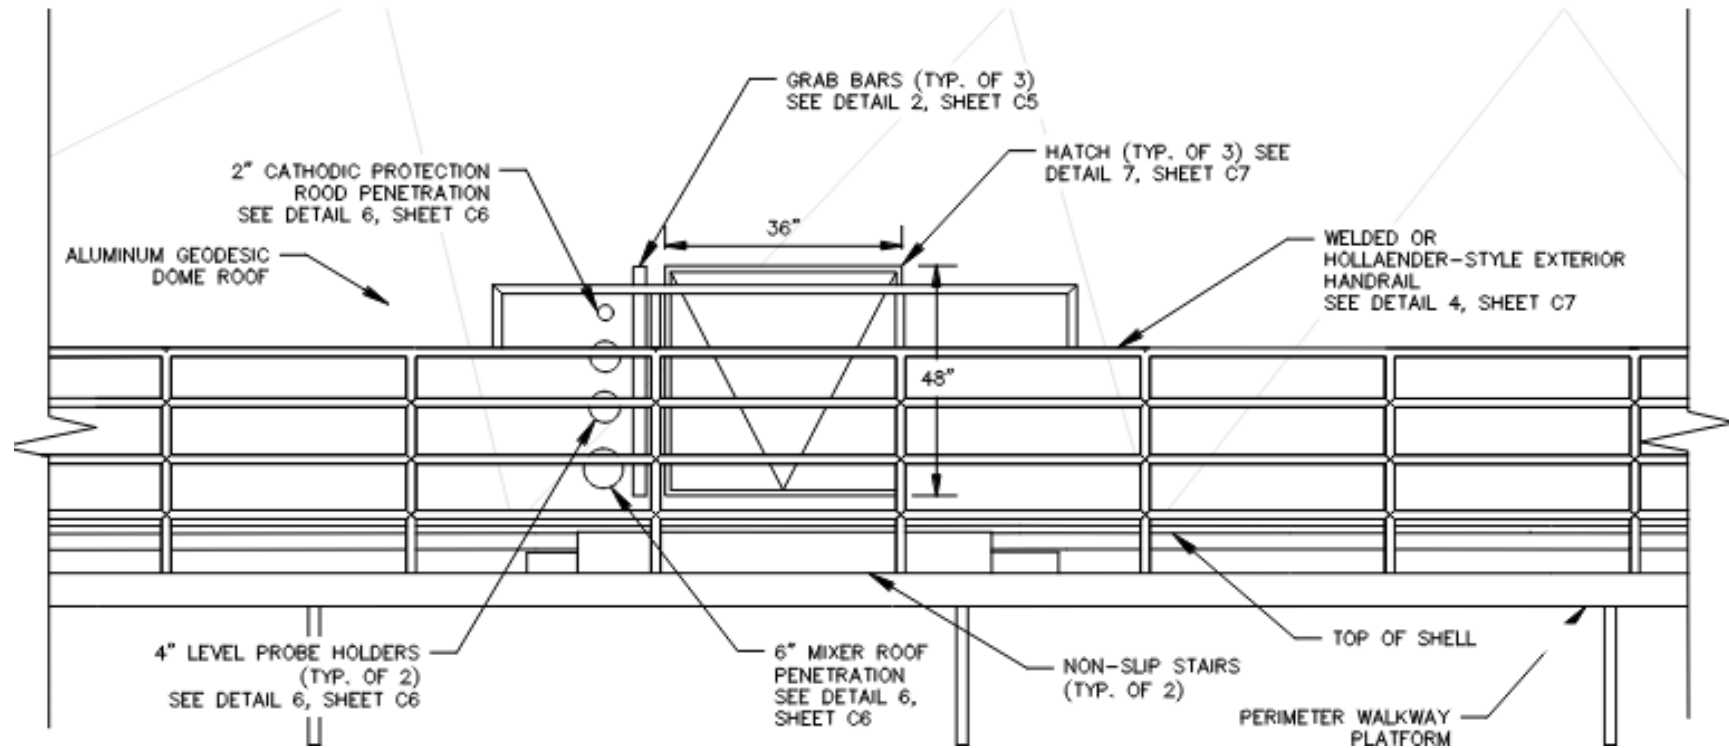 GRAB BARS (TYP. OF 3)
SEE DETAIL 2, SHEET C5
HATCH (TYP. OF 3) SEE
DETAIL 7, SHEET C7
2" CATHODIC PROTECTION
ROOD PENETRATION
SEE DETAIL 6, SHEET C6
36"
WELDED OR
HOLLAENDER-STYLE EXTERIOR
HANDRAIL
SEE DETAIL 4, SHEET C7
ALUMINUM GEODESIC
DOME ROOF
48"
4" LEVEL PROBE HOLDERS
(TYP. OF 2)
SEE DETAIL 6, SHEET C6
6" MIXER ROOF
PENETRATION
SEE DETAIL 6,
SHEET C6
NON-SLIP STAIRS
(TYP. OF 2)
TOP OF SHELL
PERIMETER WALKWAY
PLATFORM